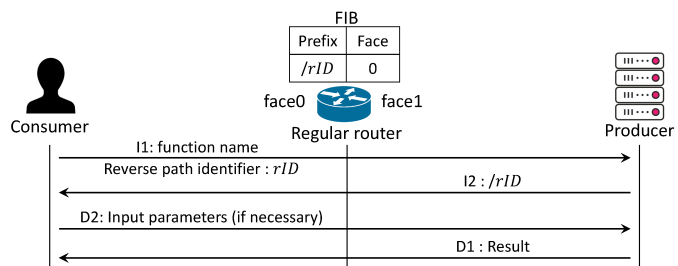 FIB
Prefix Face
/rID 0
face0 face1
Consumer
Regular router
Producer
I1: function name
Reverse path identifier : rID
I2 : /rID
D2: Input parameters (if necessary)
D1 : Result